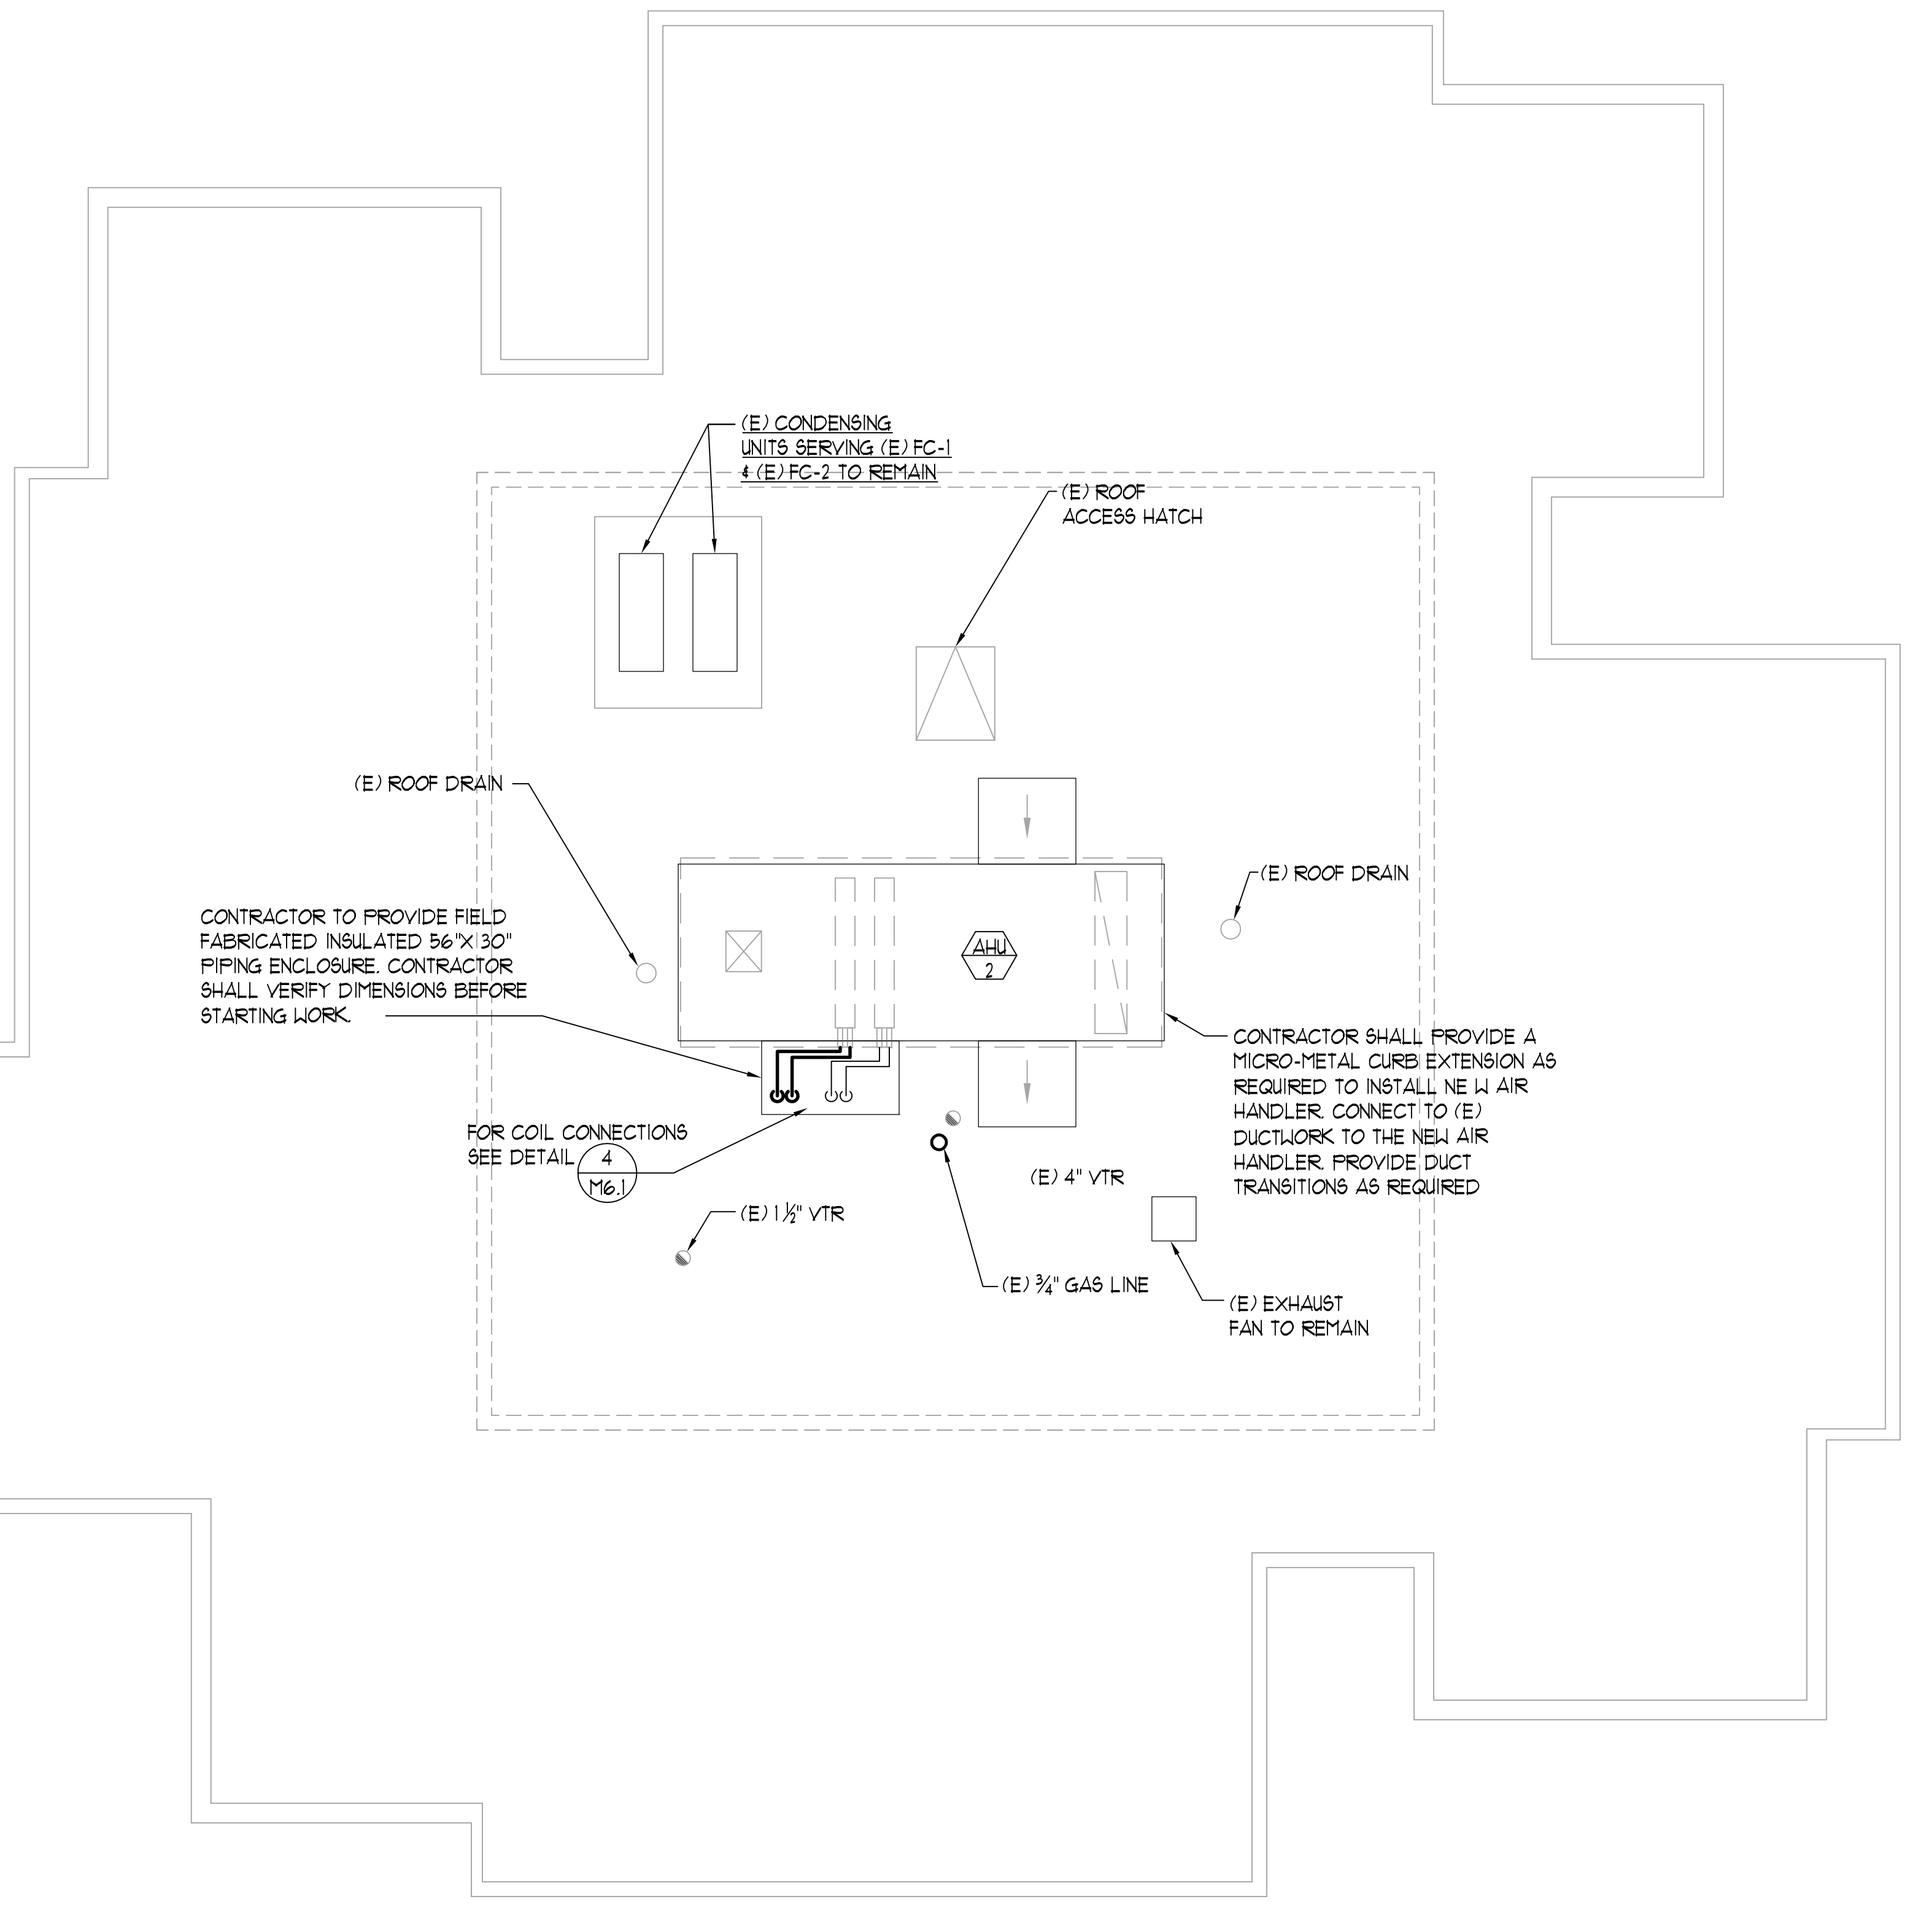 (E) CONDENSING
UNITS SERVING (E) FC-1
& (E) FC-2 TO REMAIN
(E) ROOF
ACCESS HATCH
(E) ROOF DRAIN
(E) ROOF DRAIN
CONTRACTOR TO PROVIDE FIELD
FABRICATED INSULATED 56"X 30"
PIPING ENCLOSURE. CONTRACTOR
SHALL VERIFY DIMENSIONS BEFORE
STARTING WORK.
AHU
2
CONTRACTOR SHALL PROVIDE A
MICRO-METAL CURB EXTENSION AS
REQUIRED TO INSTALL NE W AIR
HANDLER. CONNECT TO (E)
DUCTWORK TO THE NEW AIR
HANDLER. PROVIDE DUCT
TRANSITIONS AS REQUIRED
FOR COIL CONNECTIONS
SEE DETAIL
4
M6.1
(E) 4" VTR
(E) 1 1/2" VTR
(E) 3/4" GAS LINE
(E) EXHAUST
FAN TO REMAIN